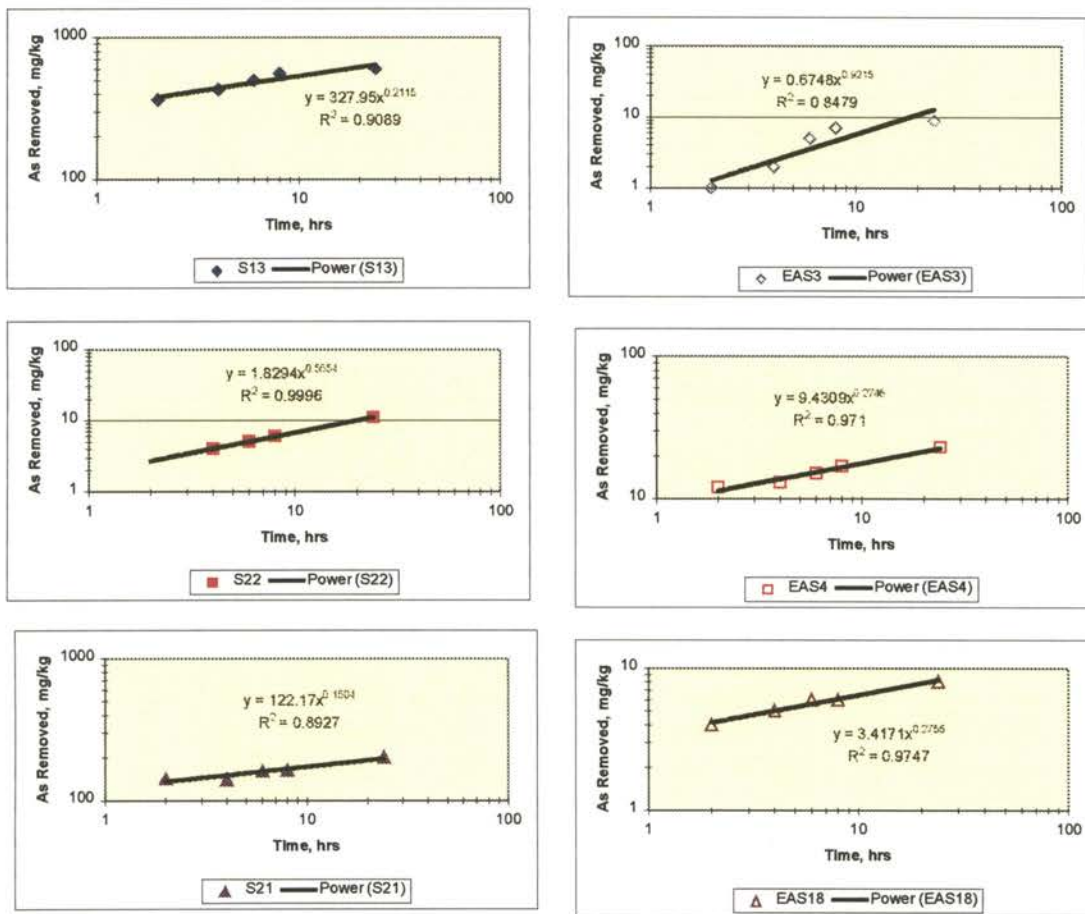 1000
100
1
10
100
As Removed, mg/kg
y = 327.95x^0.2115
R² = 0.9089
Time, hrs
S13 Power (S13)
100
10
1
1
10
100
As Removed, mg/kg
y = 0.6748x^0.9215
R² = 0.8479
Time, hrs
EAS3 Power (EAS3)
100
10
1
1
10
100
As Removed, mg/kg
y = 1.8294x^0.5654
R² = 0.9996
Time, hrs
S22 Power (S22)
100
10
1
10
100
As Removed, mg/kg
y = 9.4309x^0.2746
R² = 0.971
Time, hrs
EAS4 Power (EAS4)
1000
100
1
10
100
As Removed, mg/kg
y = 122.17x^0.1504
R² = 0.8927
Time, hrs
S21 Power (S21)
10
1
1
10
100
As Removed, mg/kg
y = 3.4171x^0.2755
R² = 0.9747
Time, hrs
EAS18 Power (EAS18)